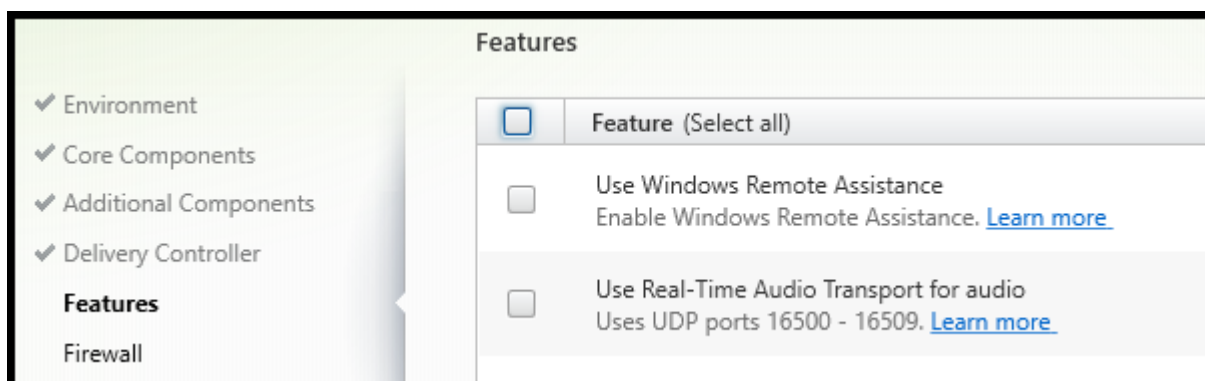 Features
Environment
Core Components
Additional Components
Delivery Controller
Features
Firewall
Feature (Select all)
Use Windows Remote Assistance
Enable Windows Remote Assistance. Learn more
Use Real-Time Audio Transport for audio
Uses UDP ports 16500 - 16509. Learn more